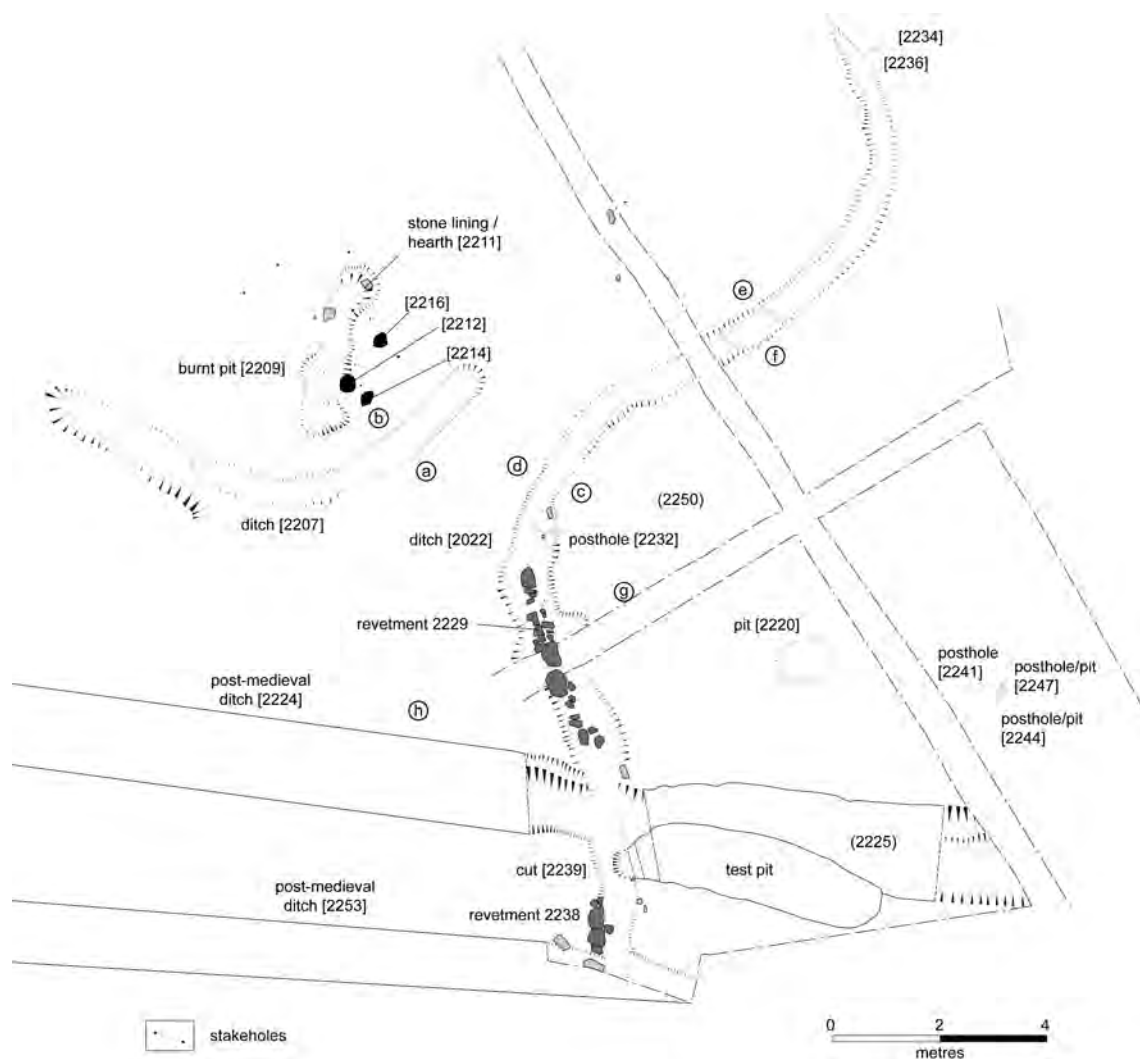 [2234]
[2236]
stone lining /
hearth [2211]
[2216]
[2212]
[2214]
burnt pit [2209]
b
a
ditch [2207]
e
f
d
c
(2250)
ditch [2022]
posthole [2232]
g
revetment 2229
pit [2220]
posthole
[2241]
posthole/pit
[2247]
posthole/pit
[2244]
post-medieval
ditch [2224]
h
(2225)
cut [2239]
test pit
post-medieval
ditch [2253]
revetment 2238
stakeholes
0 2 4
metres